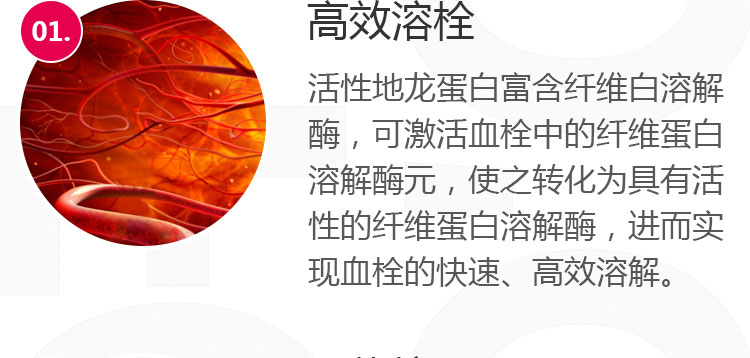 01.
高效溶栓
活性地龙蛋白富含纤维白溶解
酶，可激活血栓中的纤维蛋白
溶解酶元，使之转化为具有活
性的纤维蛋白溶解酶，进而实
现血栓的快速、高效溶解。